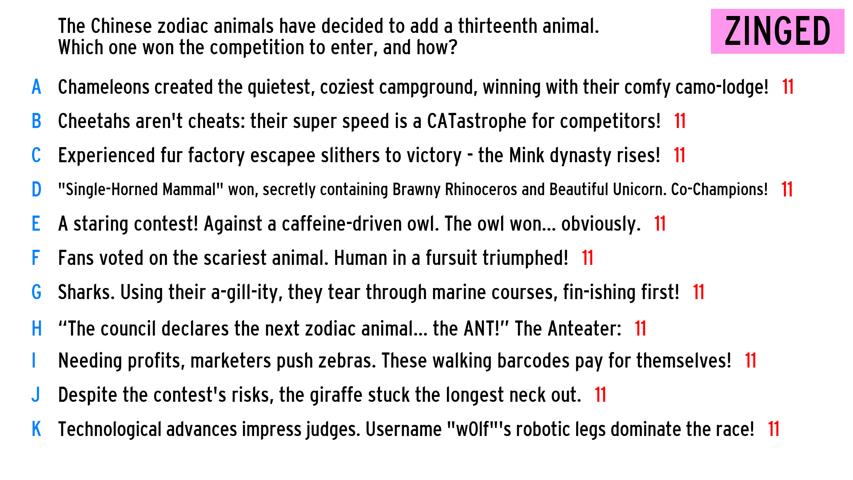 The Chinese zodiac animals have decided to add a thirteenth animal.
Which one won the competition to enter, and how?
ZINGED
A Chameleons created the quietest, coziest campground, winning with their comfy camo-lodge! 11
B Cheetahs aren't cheats: their super speed is a CATastrophe for competitors! 11
C Experienced fur factory escapee slithers to victory - the Mink dynasty rises! 11
D "Single-Horned Mammal" won, secretly containing Brawny Rhinoceros and Beautiful Unicorn. Co-Champions! 11
E A staring contest! Against a caffeine-driven owl. The owl won... obviously. 11
F Fans voted on the scariest animal. Human in a fursuit triumphed! 11
G Sharks. Using their a-gill-ity, they tear through marine courses, fin-ishing first! 11
H “The council declares the next zodiac animal... the ANT!” The Anteater: 11
I Needing profits, marketers push zebras. These walking barcodes pay for themselves! 11
J Despite the contest's risks, the giraffe stuck the longest neck out. 11
K Technological advances impress judges. Username "w0lf"'s robotic legs dominate the race! 11